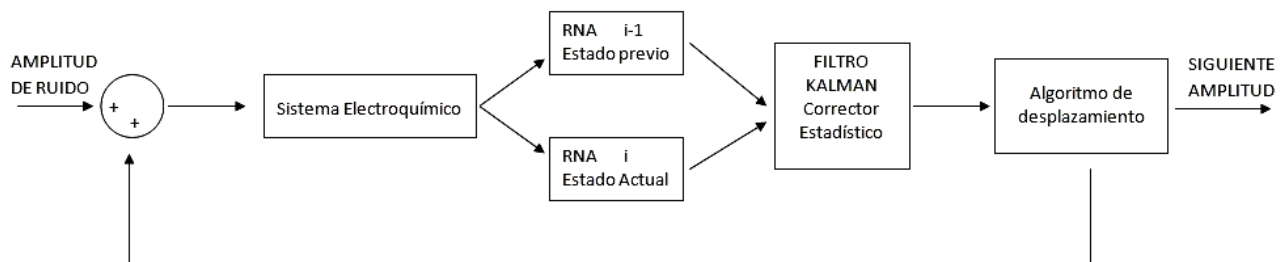 AMPLITUD
DE RUIDO
+
+
Sistema Electroquímico
RNA i-1
Estado previo
RNA i
Estado Actual
FILTRO
KALMAN
Corrector
Estadístico
Algoritmo de
desplazamiento
SIGUIENTE
AMPLITUD